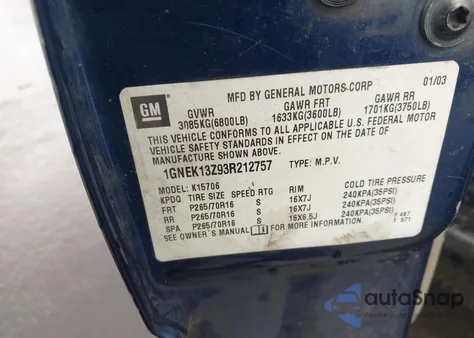 MFD BY GENERAL MOTORS CORP 01/03
GM GVWR GAWR FRT GAWR RR
3085KG(6800LB) 1633KG(3600LB) 1701KG(3750LB)
THIS VEHICLE CONFORMS TO ALL APPLICABLE U.S. FEDERAL MOTOR
VEHICLE SAFETY STANDARDS IN EFFECT ON THE DATE OF
MANUFACTURE SHOWN ABOVE.
1GNEK13Z93R212757 TYPE: M.P.V.
MODEL: K15706
KPDQ TIRE SIZE SPEED RTG RIM COLD TIRE PRESSURE
FRT P265/70R16 S 16X7J 240KPA(35PSI)
RR P265/70R16 S 16X7J 240KPA(35PSI)
SPA P265/70R16 S 16X6.5J 240KPA(35PSI)
SEE OWNER'S MANUAL FOR MORE INFORMATION.
autoSnap